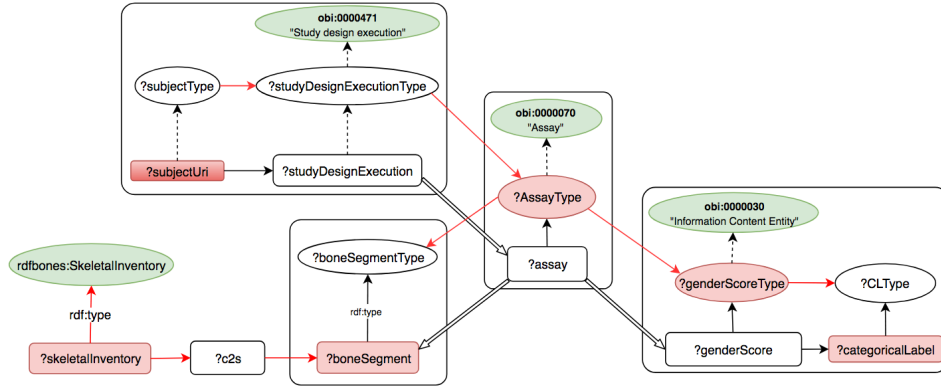 obi:0000471
"Study design execution"
?subjectType
?studyDesignExecutionType
?subjectUri
?studyDesignExecution
obi:0000070
"Assay"
?AssayType
?assay
obi:0000030
"Information Content Entity"
?genderScoreType
?CLType
?genderScore
?categoricalLabel
rdfbones:SkeletalInventory
rdf:type
?skeletalInventory
?c2s
?boneSegmentType
rdf:type
?boneSegment